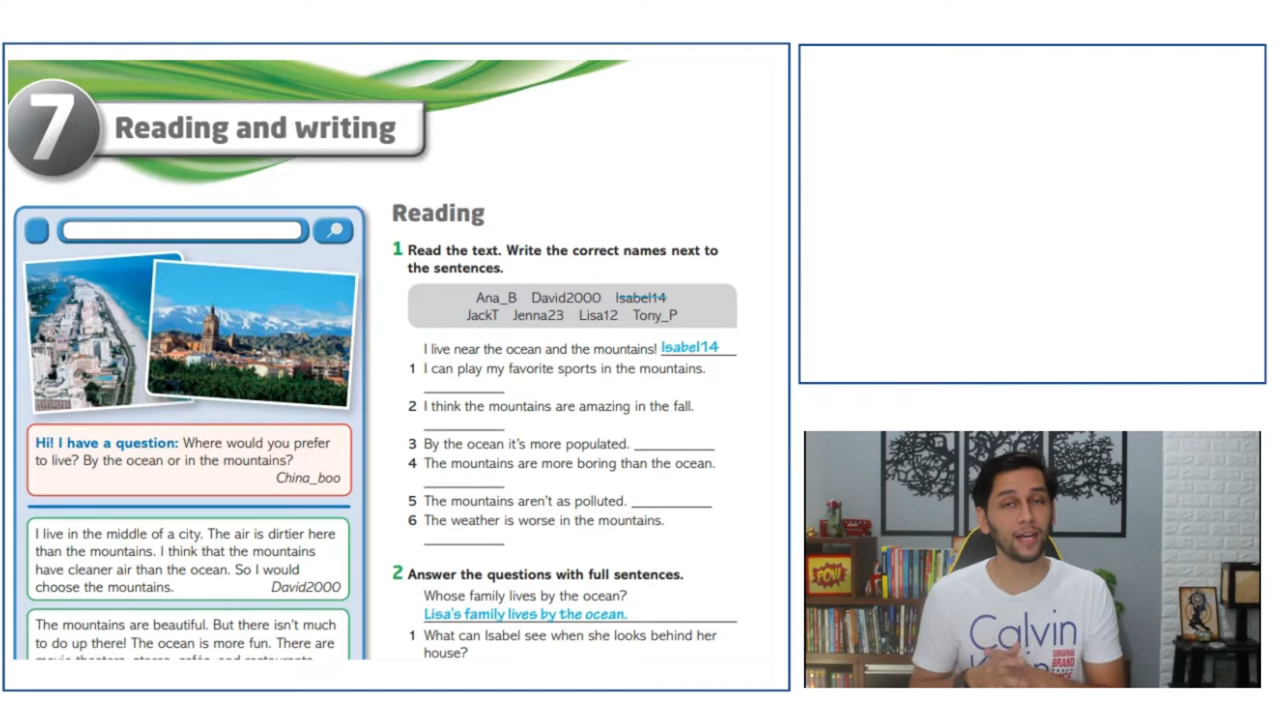 7
Reading and writing
Hi! I have a question: Where would you prefer
to live? By the ocean or in the mountains?
China_boo
I live in the middle of a city. The air is dirtier here
than the mountains. I think that the mountains
have cleaner air than the ocean. So I would
choose the mountains. David2000
The mountains are beautiful. But there isn't much
to do up there! The ocean is more fun. There are
movie theaters, stores, cafés, and restaurants
Reading
1 Read the text. Write the correct names next to
the sentences.
Ana_B David2000 Isabel14
JackT Jenna23 Lisa12 Tony_P
I live near the ocean and the mountains! Isabel14
1 I can play my favorite sports in the mountains.
2 I think the mountains are amazing in the fall.
3 By the ocean it's more populated.
4 The mountains are more boring than the ocean.
5 The mountains aren't as polluted.
6 The weather is worse in the mountains.
2 Answer the questions with full sentences.
Whose family lives by the ocean?
Lisa's family lives by the ocean.
1 What can Isabel see when she looks behind her
house?
POW
Calvin
ORIGINAL
BRAND